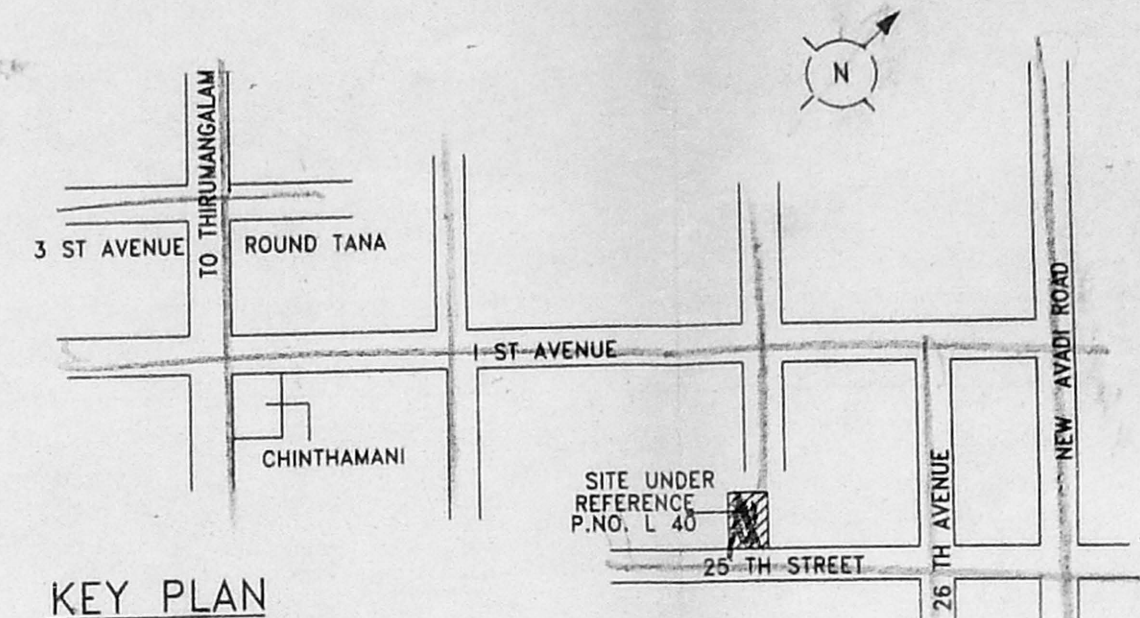 N
TO THIRUMANGALAM
3 ST AVENUE
ROUND TANA
I ST AVENUE
NEW AVADI ROAD
CHINTHAMANI
SITE UNDER
REFERENCE
P.NO. L 40
25 TH STREET
26 TH AVENUE
KEY PLAN